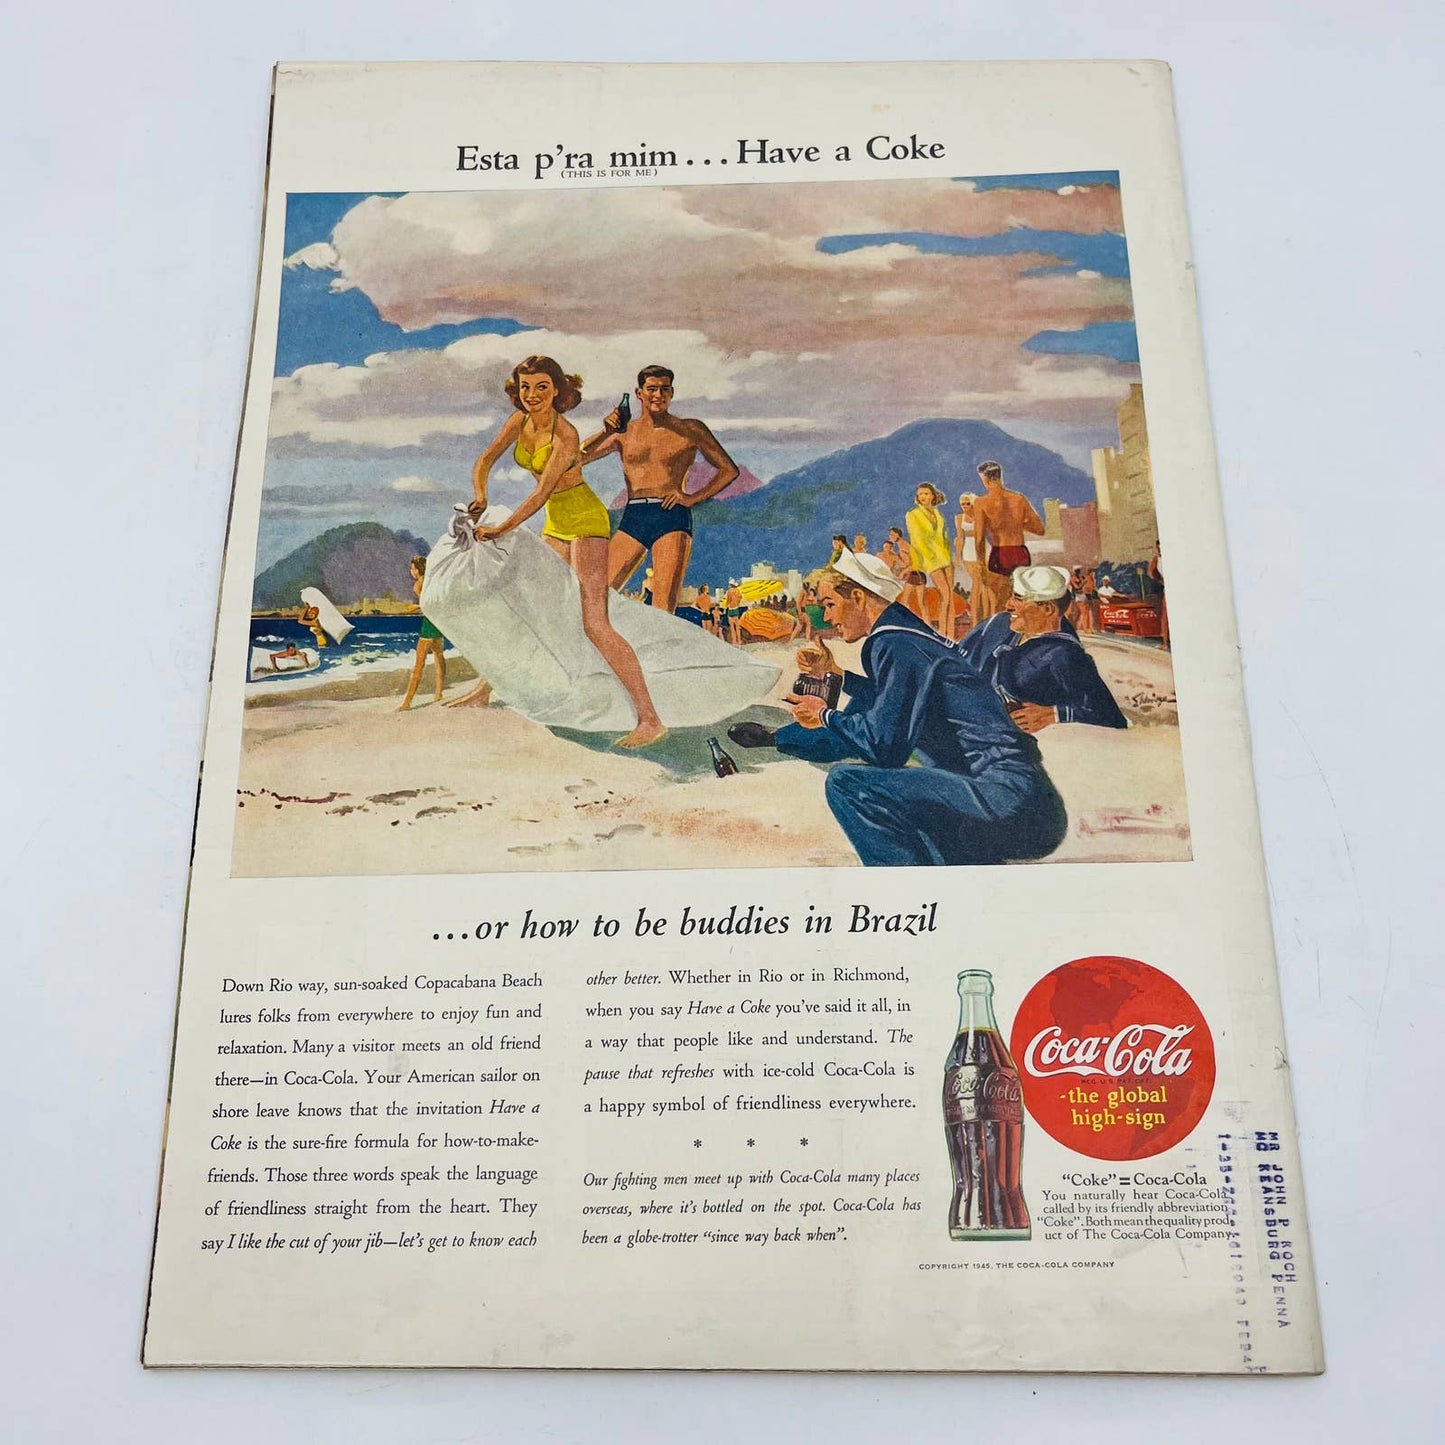 Esta p'ra mim...Have a Coke
(THIS IS FOR ME)
...or how to be buddies in Brazil
Down Rio way, sun-soaked Copacabana Beach
lures folks from everywhere to enjoy fun and
relaxation. Many a visitor meets an old friend
there—in Coca-Cola. Your American sailor on
shore leave knows that the invitation Have a
Coke is the sure-fire formula for how-to-make-
friends. Those three words speak the language
of friendliness straight from the heart. They
say I like the cut of your jib—let's get to know each
other better. Whether in Rio or in Richmond,
when you say Have a Coke you've said it all, in
a way that people like and understand. The
pause that refreshes with ice-cold Coca-Cola is
a happy symbol of friendliness everywhere.
* * *
Our fighting men meet up with Coca-Cola many places
overseas, where it's bottled on the spot. Coca-Cola has
been a globe-trotter "since way back when".
Coca-Cola
Coca-Cola
REG. U.S. PAT. OFF.
-the global
high-sign
"Coke"=Coca-Cola
You naturally hear Coca-Cola
called by its friendly abbreviation
"Coke". Both mean the quality prod-
uct of The Coca-Cola Company.
COPYRIGHT 1945, THE COCA-COLA COMPANY
MR JOHN P KOCH
KEANSBURG PENNA